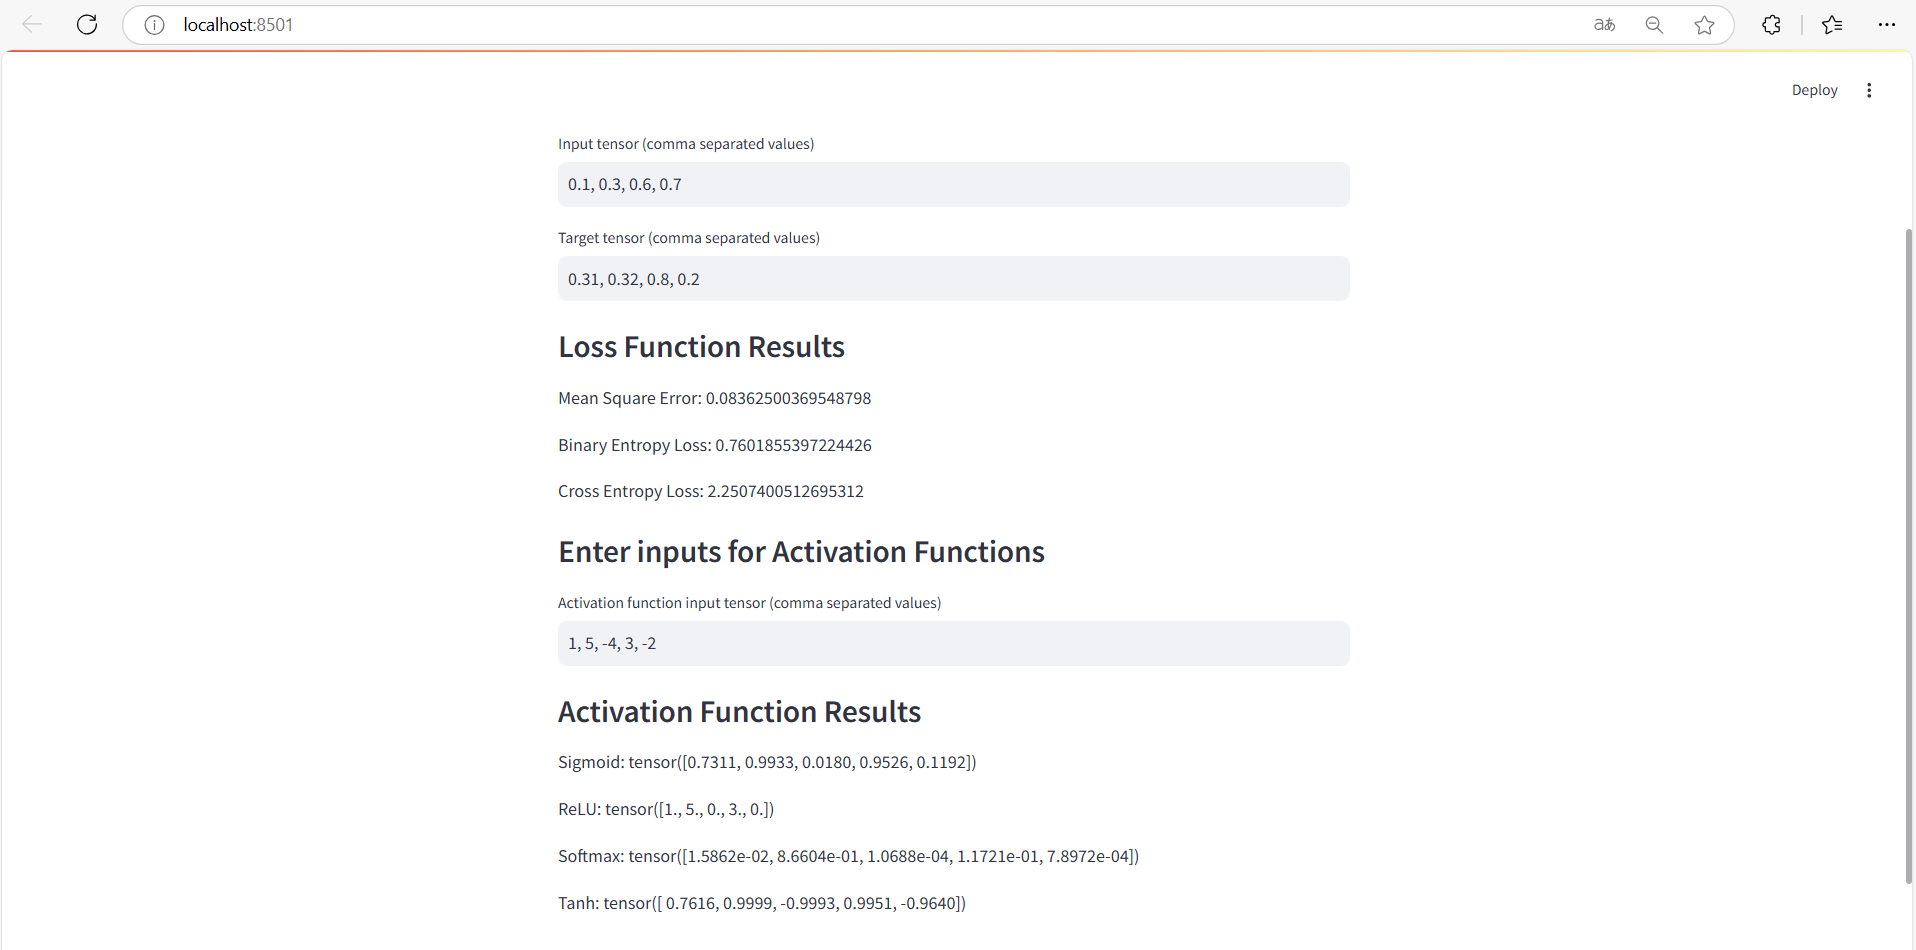 localhost:8501
aあ
Deploy
Input tensor (comma separated values)
0.1, 0.3, 0.6, 0.7
Target tensor (comma separated values)
0.31, 0.32, 0.8, 0.2
Loss Function Results
Mean Square Error: 0.08362500369548798
Binary Entropy Loss: 0.7601855397224426
Cross Entropy Loss: 2.2507400512695312
Enter inputs for Activation Functions
Activation function input tensor (comma separated values)
1, 5, -4, 3, -2
Activation Function Results
Sigmoid: tensor([0.7311, 0.9933, 0.0180, 0.9526, 0.1192])
ReLU: tensor([1., 5., 0., 3., 0.])
Softmax: tensor([1.5862e-02, 8.6604e-01, 1.0688e-04, 1.1721e-01, 7.8972e-04])
Tanh: tensor([ 0.7616, 0.9999, -0.9993, 0.9951, -0.9640])